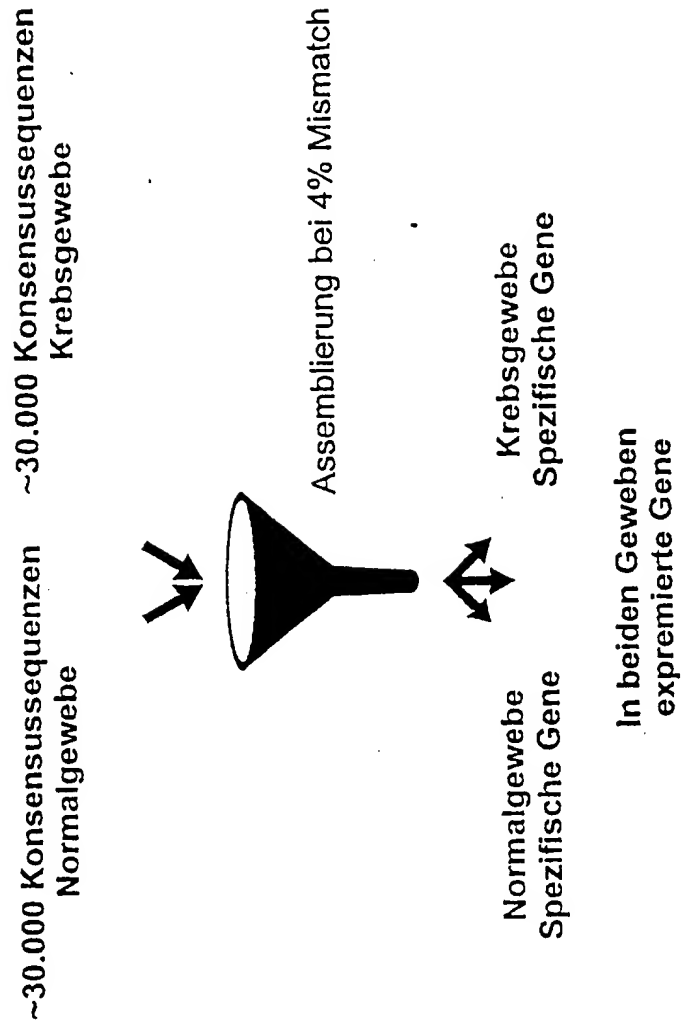 ~30.000 Konsensussequenzen
Normalgewebe
~30.000 Konsensussequenzen
Krebsgewebe
Assemblierung bei 4% Mismatch
Normalgewebe
Spezifische Gene
Krebsgewebe
Spezifische Gene
In beiden Geweben
expremierte Gene